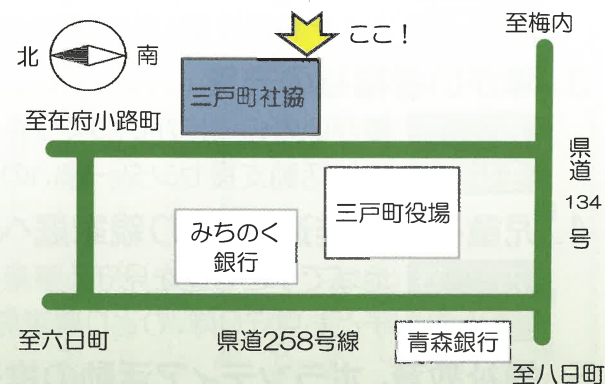 至梅内
ここ!
北
南
三戸町社協
至在府小路町
県道
134
号
三戸町役場
みちのく
銀行
至六日町
県道258号線
青森銀行
至八日町